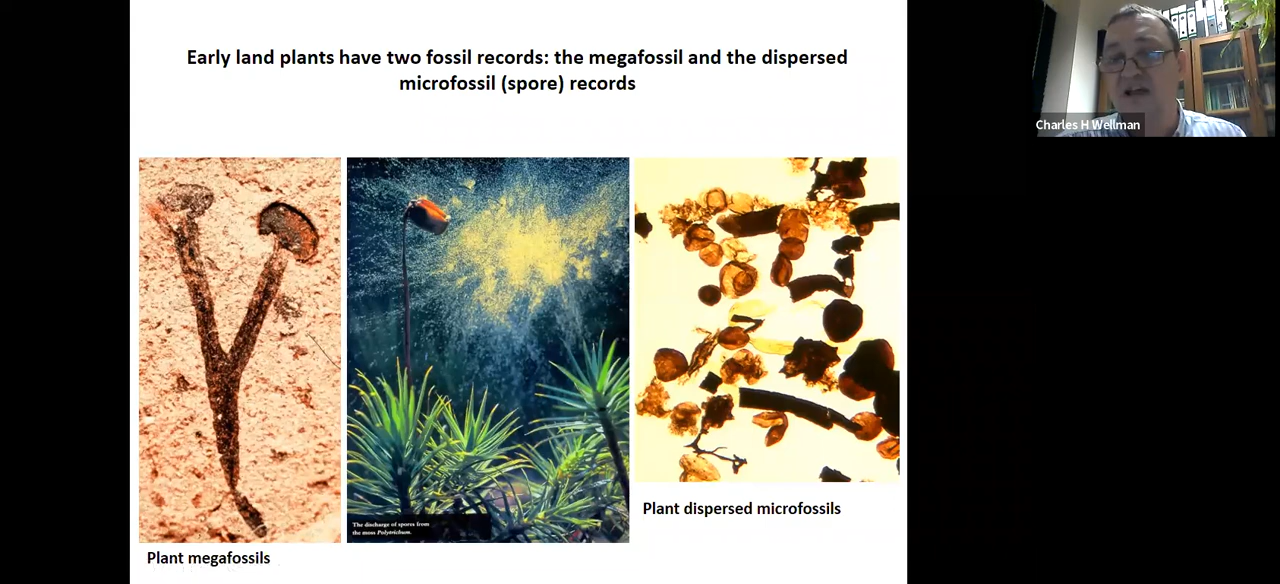 Early land plants have two fossil records: the megafossil and the dispersed
microfossil (spore) records
Charles H Wellman
The discharge of spores from
the moss Polytrichum.
Plant dispersed microfossils
Plant megafossils